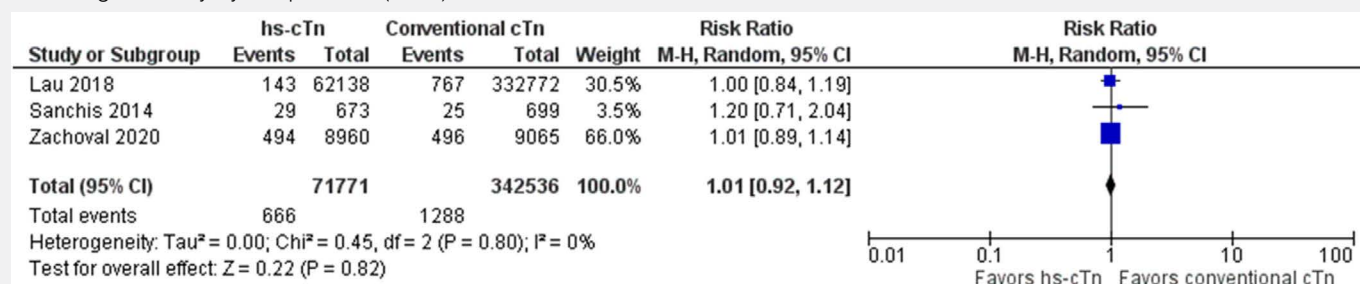 hs-cTn Conventional cTn Risk Ratio Risk Ratio
Study or Subgroup Events Total Events Total Weight M-H, Random, 95% CI M-H, Random, 95% CI
Lau 2018 143 62138 767 332772 30.5% 1.00 [0.84, 1.19]
Sanchis 2014 29 673 25 699 3.5% 1.20 [0.71, 2.04]
Zachoval 2020 494 8960 496 9065 66.0% 1.01 [0.89, 1.14]
Total (95% CI) 71771 342536 100.0% 1.01 [0.92, 1.12]
Total events 666 1288
Heterogeneity: Tau² = 0.00; Chi² = 0.45, df = 2 (P = 0.80); I² = 0%
Test for overall effect: Z = 0.22 (P = 0.82)
0.01 0.1 1 10 100
Favors hs-cTn Favors conventional cTn